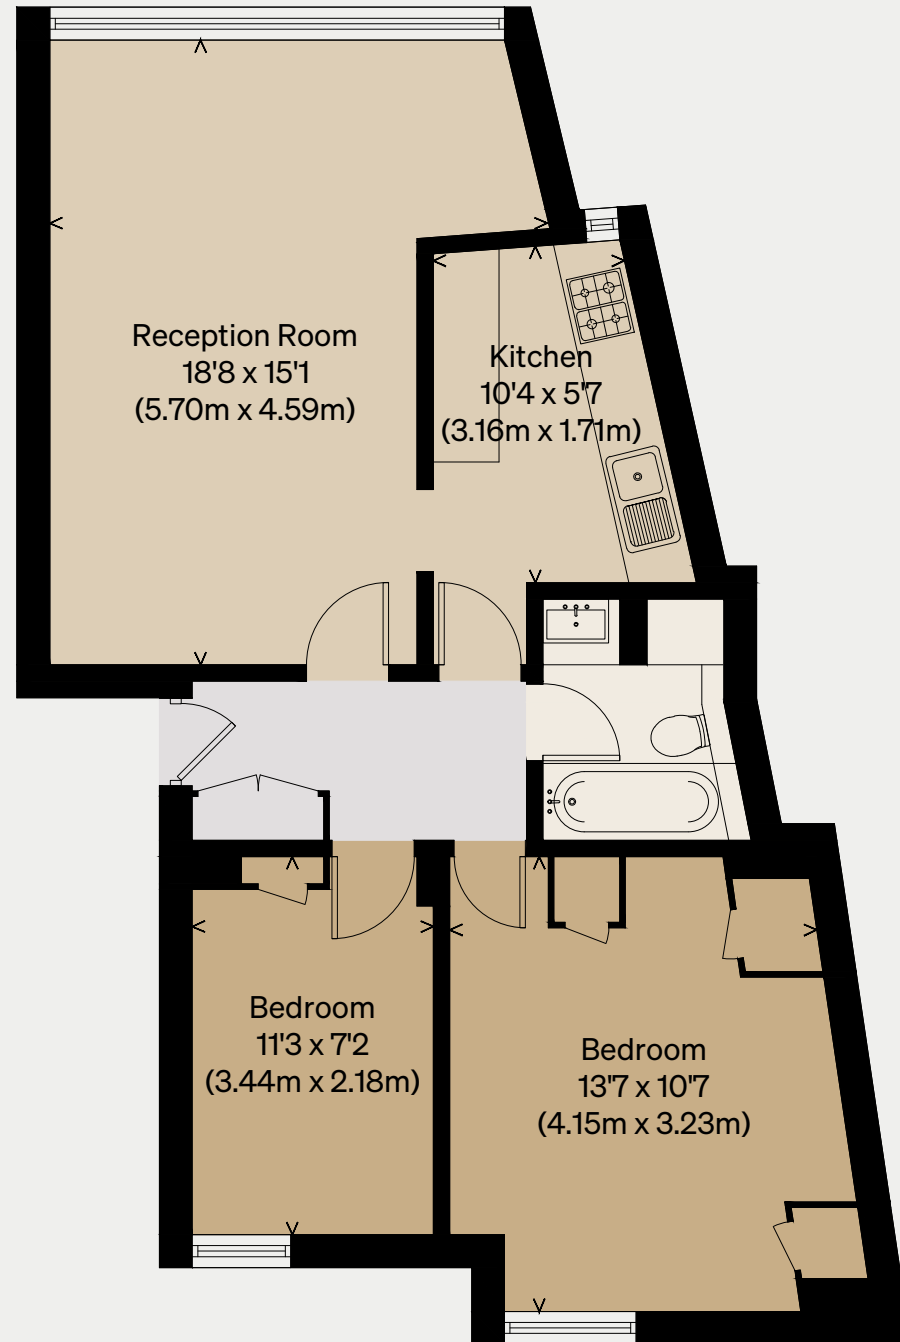 Reception Room
18'8 x 15'1
(5.70m x 4.59m)
Kitchen
10'4 x 5'7
(3.16m x 1.71m)
Bedroom
11'3 x 7'2
(3.44m x 2.18m)
Bedroom
13'7 x 10'7
(4.15m x 3.23m)